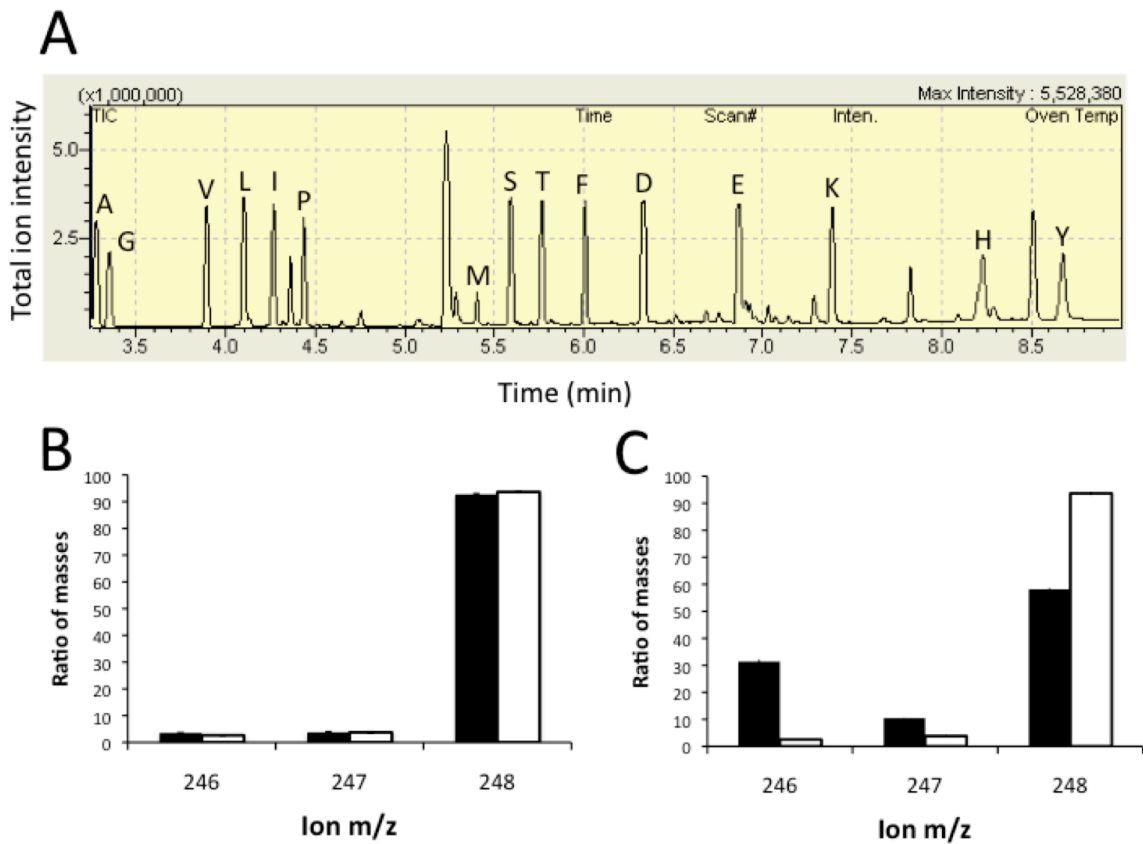 A
(x1,000,000)
Max Intensity : 5,528,380
TIC Time Scan# Inten. Oven Temp
Total ion intensity
5.0
2.5
A G V L I P M S T F D E K H Y
3.5 4.0 4.5 5.0 5.5 6.0 6.5 7.0 7.5 8.0 8.5
Time (min)
B
Ratio of masses
100
90
80
70
60
50
40
30
20
10
0
246 247 248
Ion m/z
C
Ratio of masses
100
90
80
70
60
50
40
30
20
10
0
246 247 248
Ion m/z